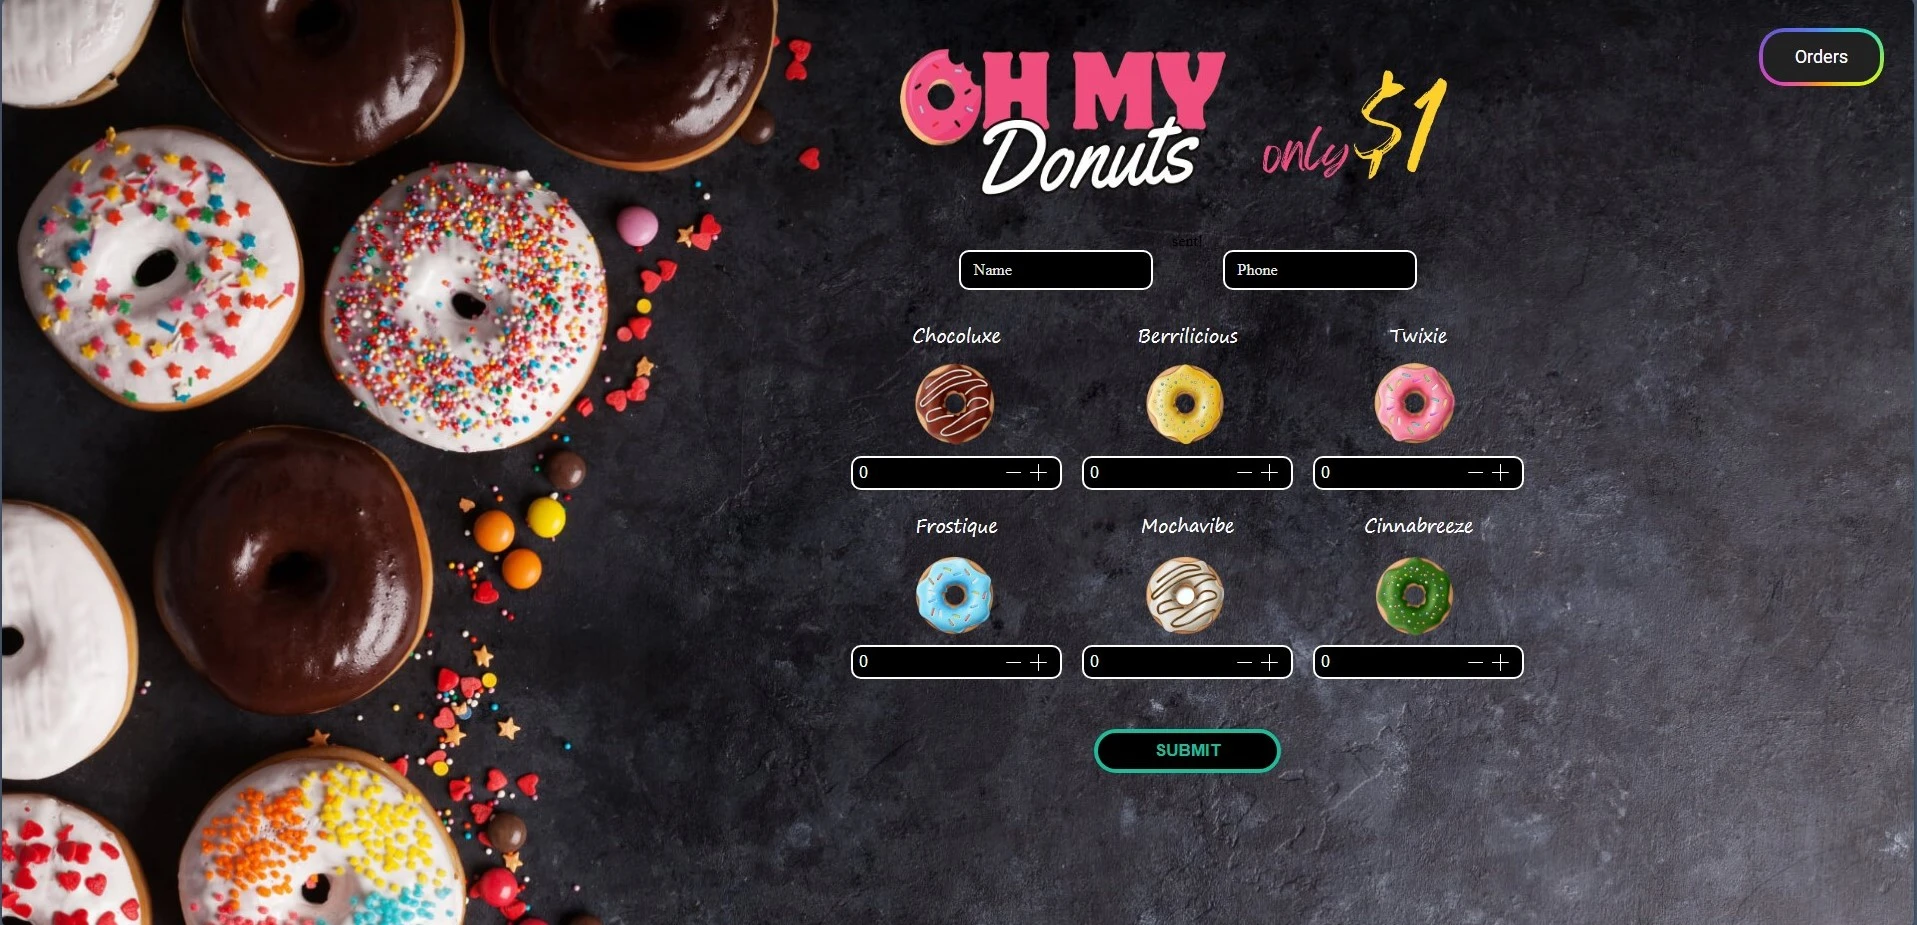 Orders
OH MY
Donuts
only $1
sent!
Name
Phone
Chocoluxe
Berrilicious
Twixie
0
0
0
Frostique
Mochavibe
Cinnabreeze
0
0
0
SUBMIT